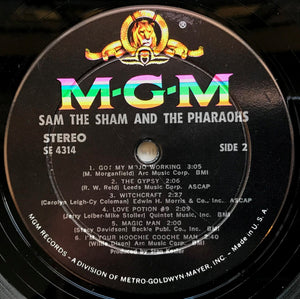 M-G-M
SAM THE SHAM AND THE PHARAOHS
STEREO
SE 4314
SIDE 2
1. GOT MY MOJO WORKING 3:05
(M. Morganfield) Arc Music Corp. BMI
2. THE GYPSY 2:06
(R. W. Reid) Leeds Music Corp. ASCAP
3. WITCHCRAFT 2:27
(Carolyn Leigh-Cy Coleman) Edwin H. Morris & Co., Inc. ASCAP
4. LOVE POTION #9 2:01
(Jerry Leiber-Mike Stoller) Quintet Music, Inc. BMI
5. MAGIC MAN 2:00
(Stacy Davidson) Beckie Publ. Co. Inc. BMI
6. I'M YOUR HOOCHIE COOCHE MAN
(Willie Dixon) Arc Music Corp. BMI
Produced by Stan Kesler
MGM RECORDS - A DIVISION OF METRO-GOLDWYN-MAYER, INC. - Made in U.S.A.